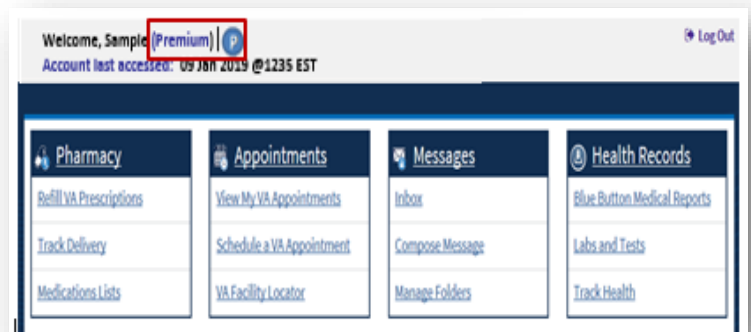 Welcome, Sample (Premium) | P
Log Out
Account last accessed: 09 Jan 2019 @1235 EST
Pharmacy
Refill VA Prescriptions
Track Delivery
Medications Lists
Appointments
View My VA Appointments
Schedule a VA Appointment
VA Facility Locator
Messages
Inbox
Compose Message
Manage Folders
Health Records
Blue Button Medical Reports
Labs and Tests
Track Health